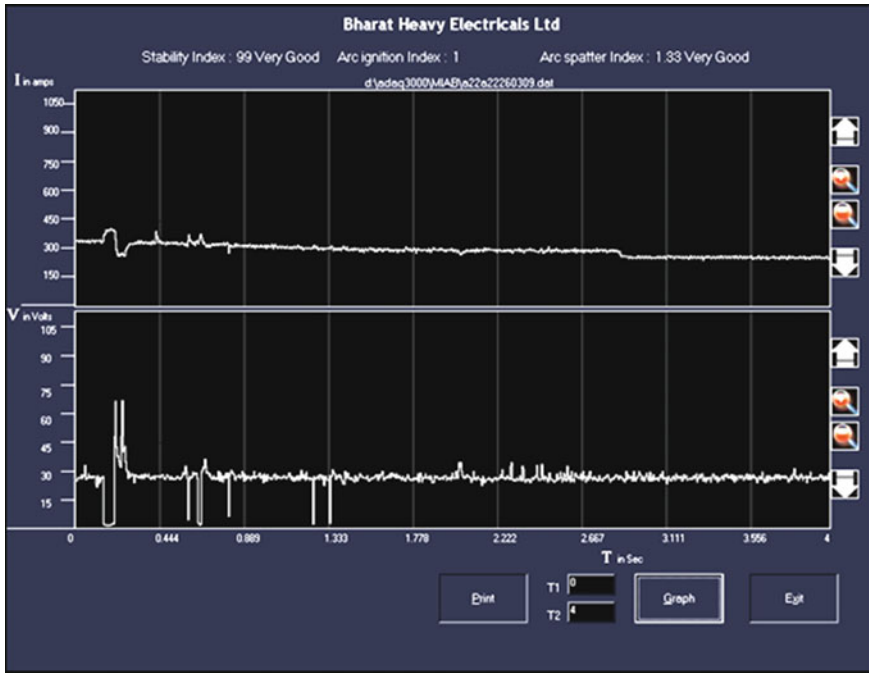 Bharat Heavy Electricals Ltd
Stability Index : 99 Very Good Arc ignition Index : 1 Arc spatter Index : 1.33 Very Good
I in amps
d:\adaq3000\MIAB\a22a22260309.dat
1050
900
750
600
450
300
150
V in Volts
105
90
75
60
45
30
15
0 0.444 0.889 1.333 1.778 2.222 2.667 3.111 3.556 4
T in Sec
Print T1 0 Graph Exit
T2 4